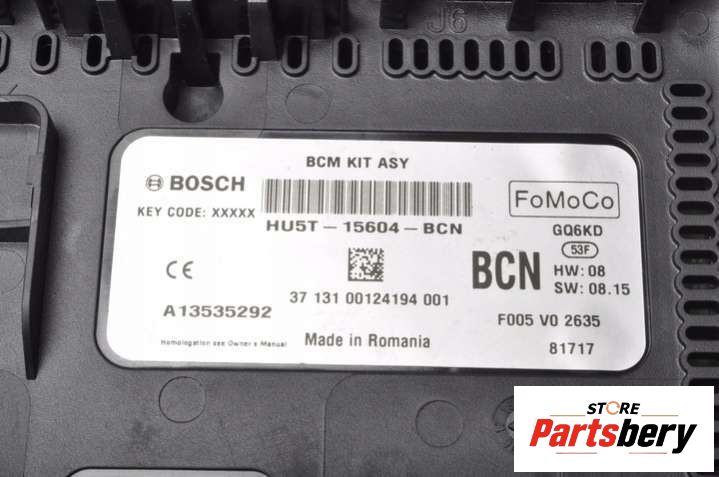 J6
BCM KIT ASY
BOSCH
KEY CODE: XXXXX
HU5T-15604-BCN
FoMoCo
GQ6KD
53F
BCN
HW: 08
SW: 08.15
CE
37 131 00124194 001
A13535292
F005 V0 2635
Homologation see Owner s Manual
Made in Romania
81717
STORE
Partsbery